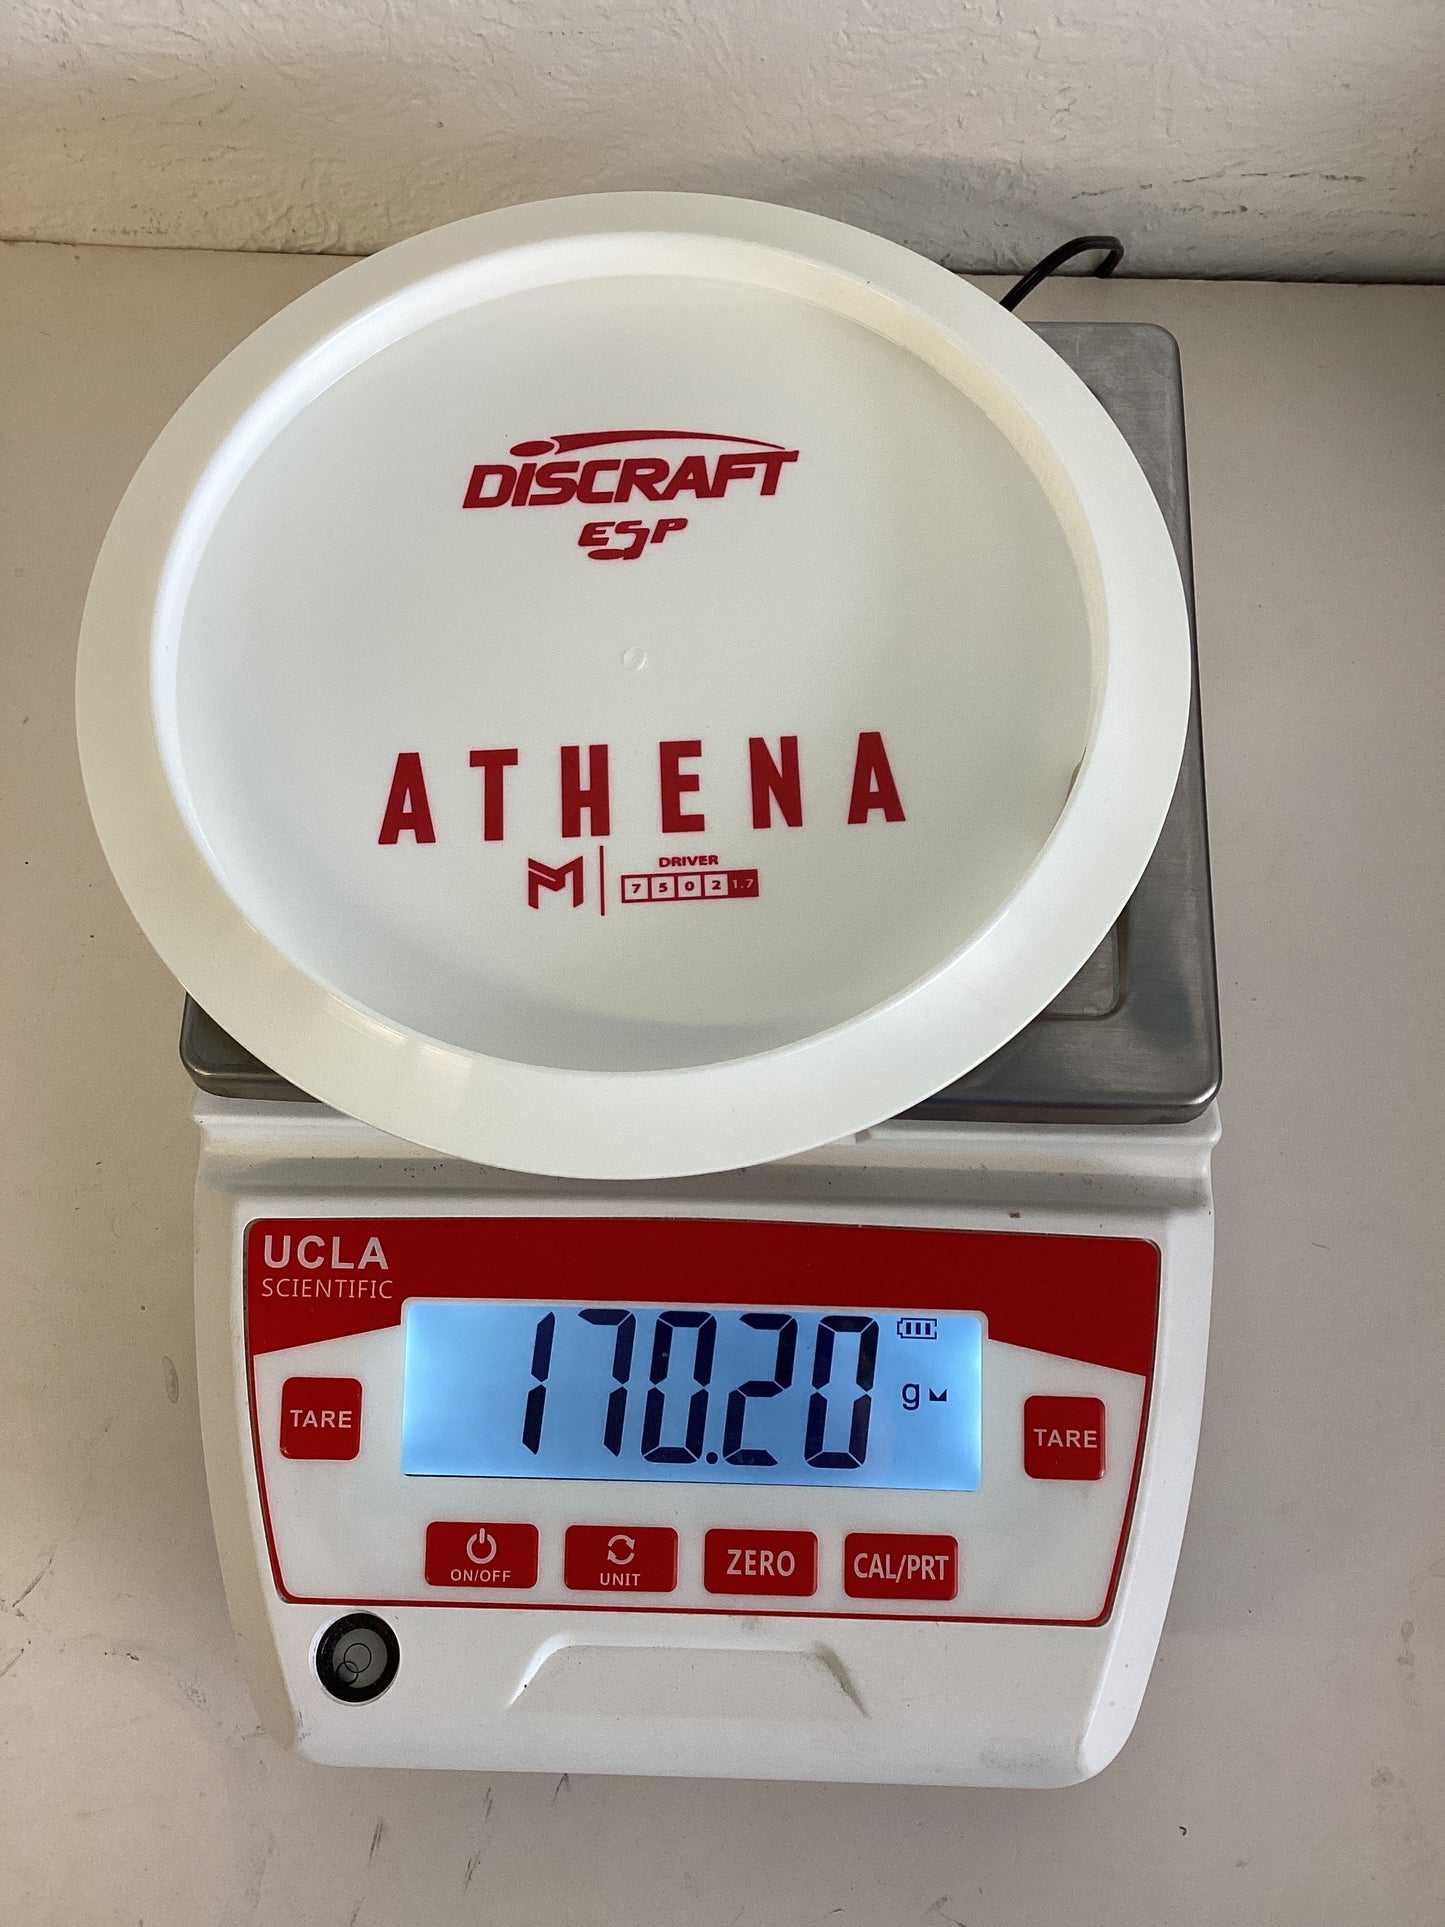 DISCRAFT
ESP
ATHENA
DRIVER
7 5 0 2 1.7
UCLA
SCIENTIFIC
170.20
g
TARE
TARE
ON/OFF
UNIT
ZERO
CAL/PRT